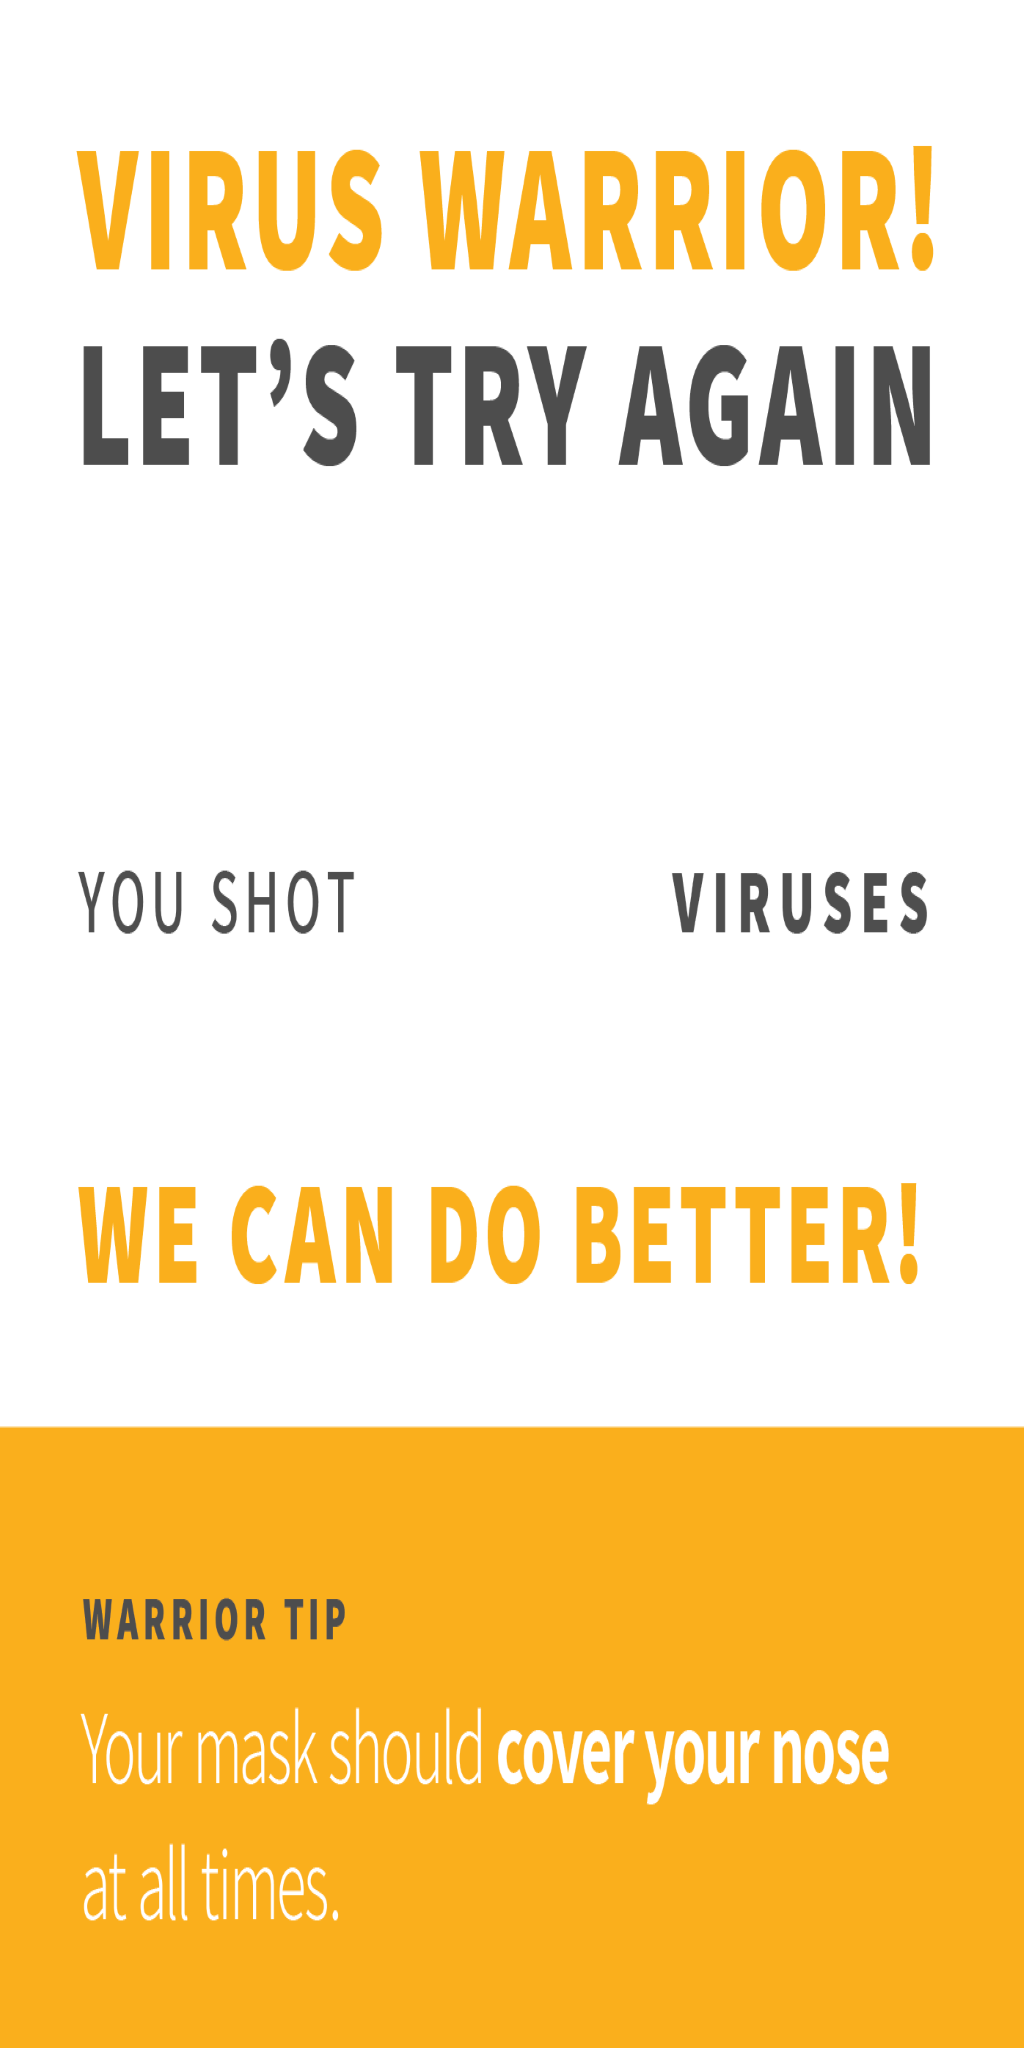 VIRUS WARRIOR!
LET’S TRY AGAIN
YOU SHOT VIRUSES
WE CAN DO BETTER!
WARRIOR TIP
Your mask should cover your nose
at all times.